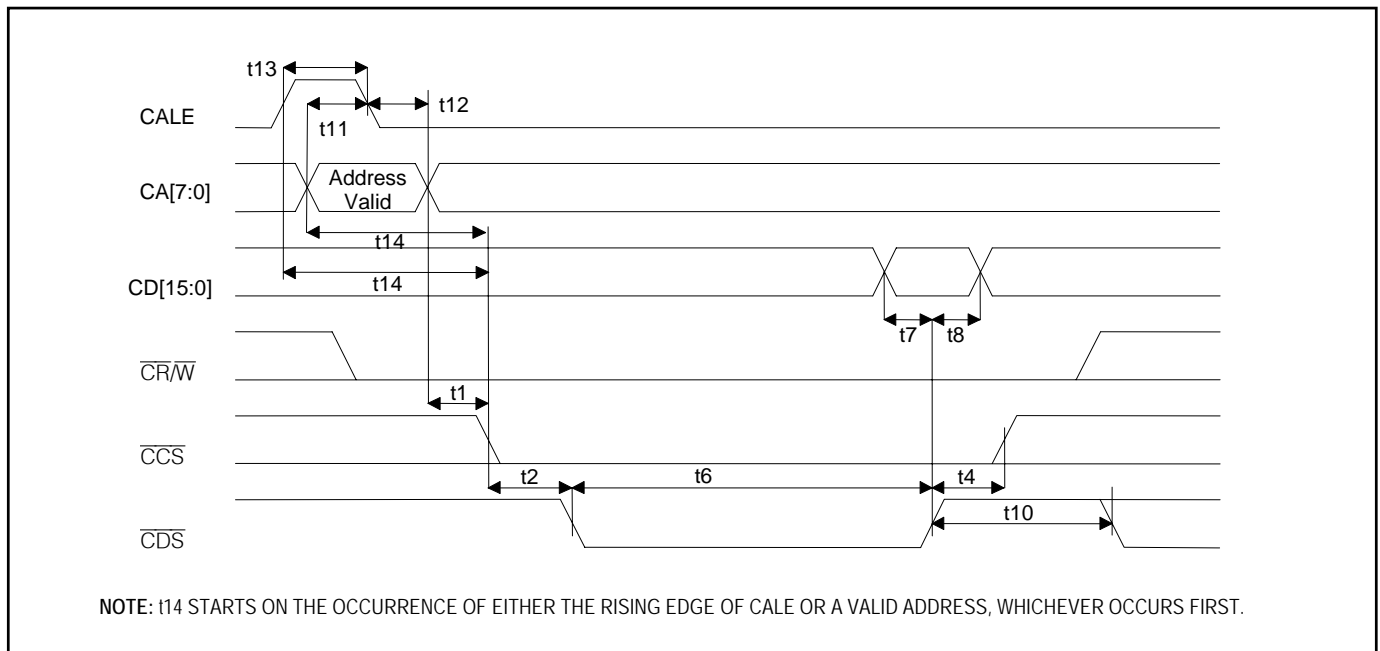 t13
CALE
t12
t11
CA[7:0]
Address
Valid
t14
t14
CD[15:0]
t7
t8
CR/W
t1
CCS
t2
t6
t4
t10
CDS
NOTE: t14 STARTS ON THE OCCURRENCE OF EITHER THE RISING EDGE OF CALE OR A VALID ADDRESS, WHICHEVER OCCURS FIRST.